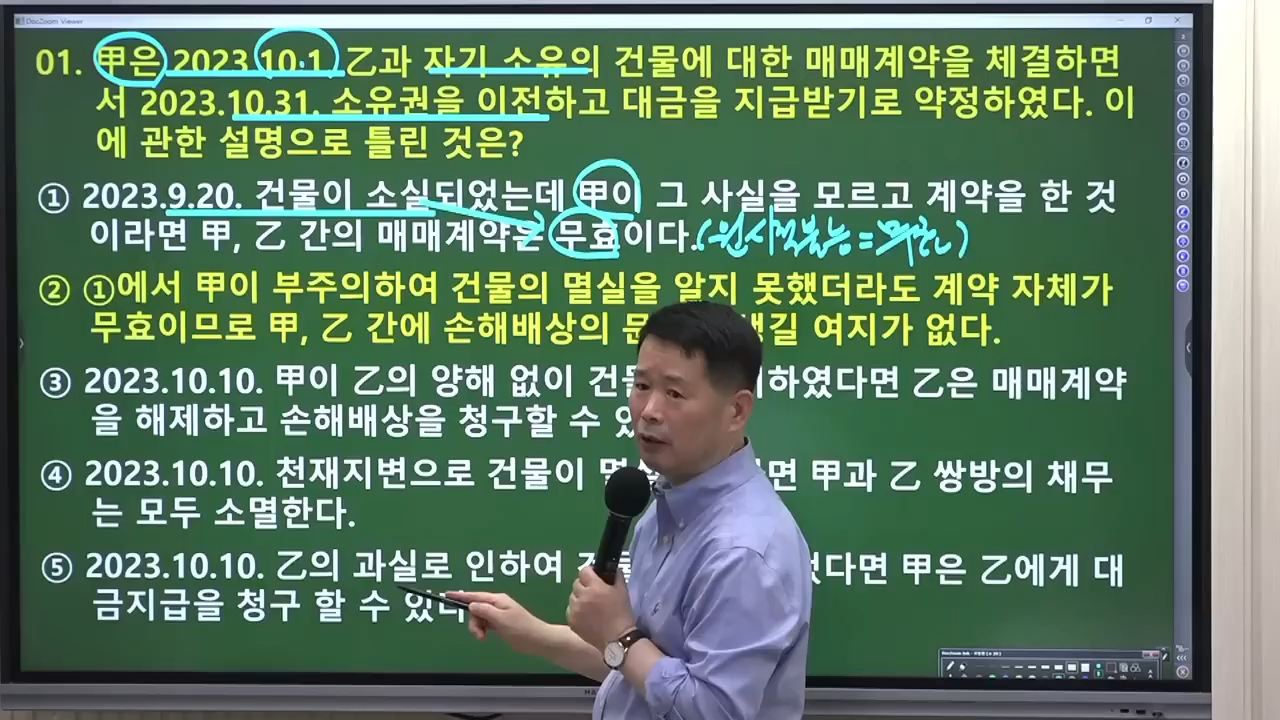 DocZoom Viewer
01. 甲은 2023.10.1. 乙과 자기 소유의 건물에 대한 매매계약을 체결하면
서 2023.10.31. 소유권을 이전하고 대금을 지급받기로 약정하였다. 이
에 관한 설명으로 틀린 것은?
① 2023.9.20. 건물이 소실되었는데 甲이 그 사실을 모르고 계약을 한 것
이라면 甲, 乙 간의 매매계약은 무효이다.(원시적불능=무효)
② ①에서 甲이 부주의하여 건물의 멸실을 알지 못했더라도 계약 자체가
무효이므로 甲, 乙 간에 손해배상의 생길 여지가 없다.
③ 2023.10.10. 甲이 乙의 양해 없이 하였다면 乙은 매매계약
을 해제하고 손해배상을 청구할 수
④ 2023.10.10. 천재지변으로 건물이 甲과 乙 쌍방의 채무
는 모두 소멸한다.
⑤ 2023.10.10. 乙의 과실로 인하여 甲은 乙에게 대
금지급을 청구 할 수 있다